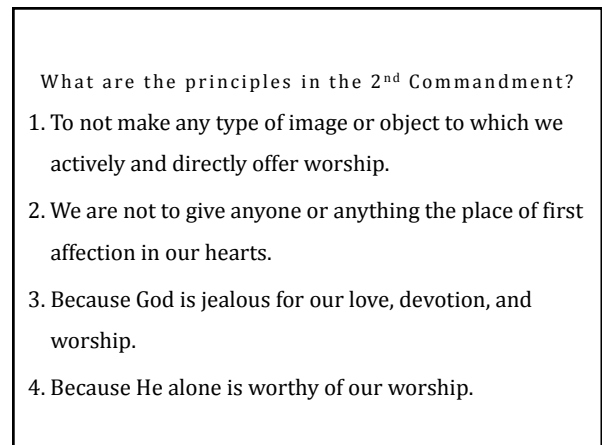 What are the principles in the 2nd Commandment?
1. To not make any type of image or object to which we
actively and directly offer worship.
2. We are not to give anyone or anything the place of first
affection in our hearts.
3. Because God is jealous for our love, devotion, and
worship.
4. Because He alone is worthy of our worship.